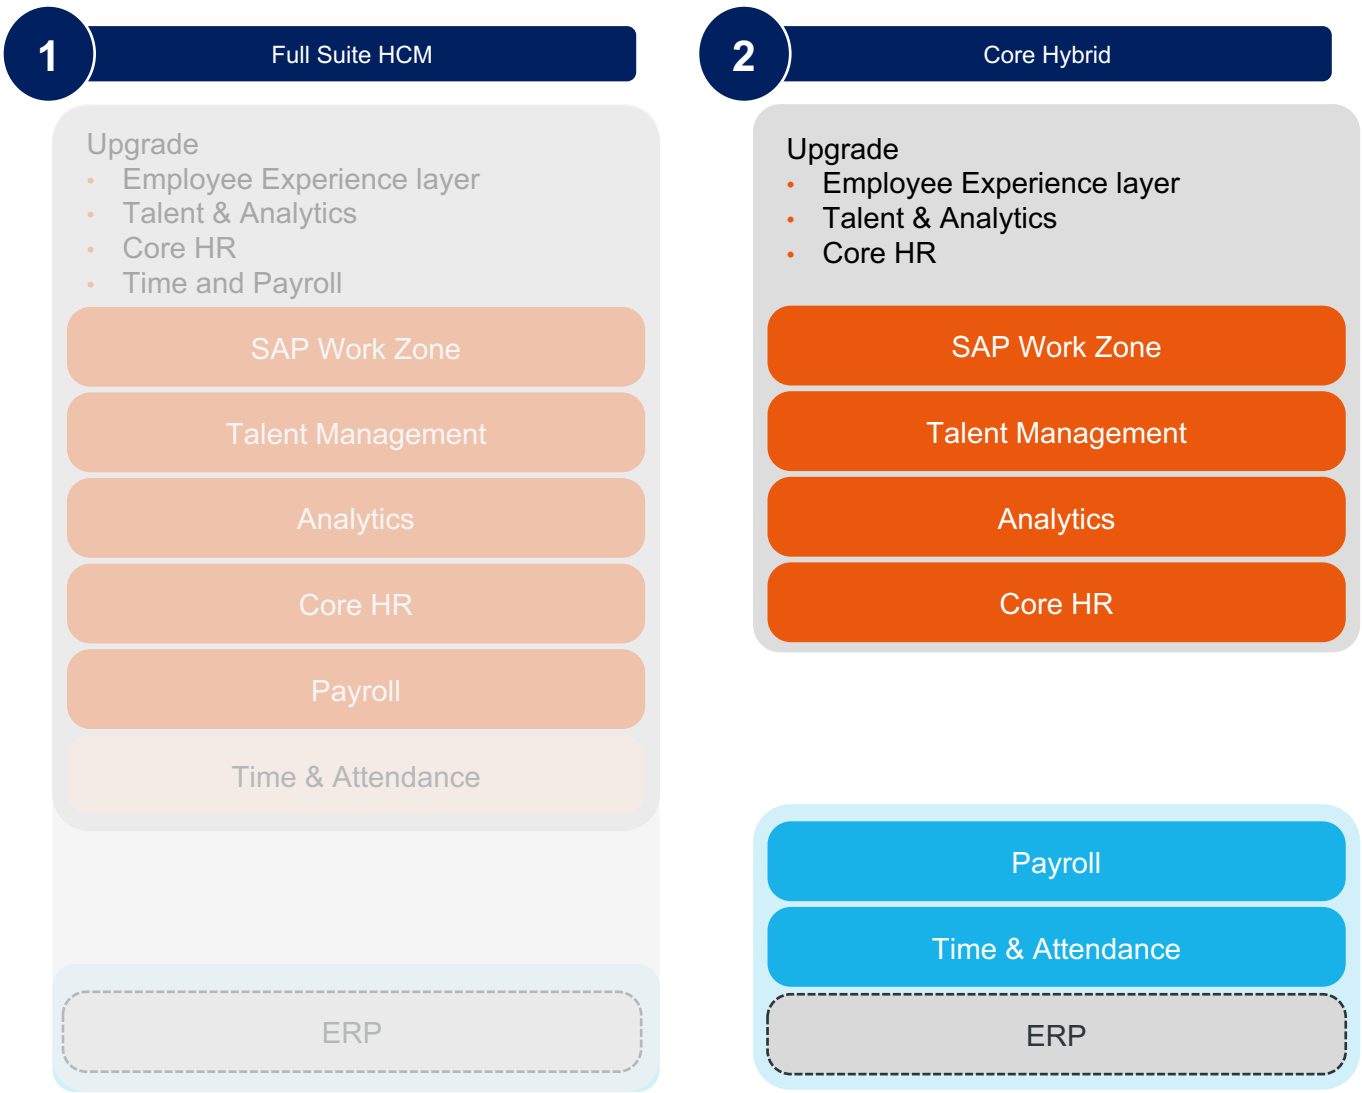 1
Full Suite HCM
Upgrade
• Employee Experience layer
• Talent & Analytics
• Core HR
• Time and Payroll
SAP Work Zone
Talent Management
Analytics
Core HR
Payroll
Time & Attendance
ERP
2
Core Hybrid
Upgrade
• Employee Experience layer
• Talent & Analytics
• Core HR
SAP Work Zone
Talent Management
Analytics
Core HR
Payroll
Time & Attendance
ERP